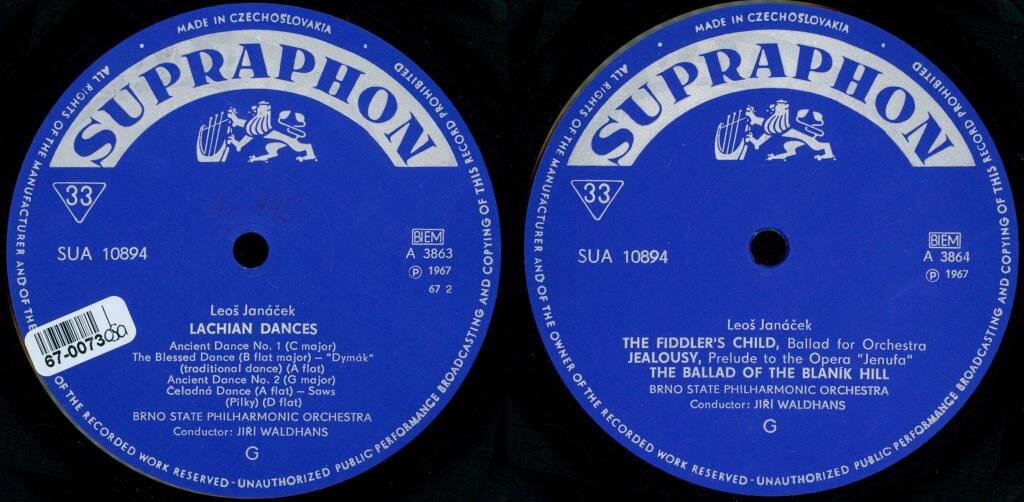 MADE IN CZECHOSLOVAKIA
ALL RIGHTS OF THE MANUFACTURER AND OF THE OWNER OF THE RECORDED WORK RESERVED - UNAUTHORIZED PUBLIC PERFORMANCE BROADCASTING AND COPYING OF THIS RECORD PROHIBITED
SUPRAPHON
33
SUA 10894
BIEM
A 3863
Ⓟ 1967
67 2
67-0073
Leoš Janáček
LACHIAN DANCES
Ancient Dance No. 1 (C major)
The Blessed Dance (B flat major) – "Dymák"
(traditional dance) (A flat)
Ancient Dance No. 2 (G major)
Čeladná Dance (A flat) – Saws
(Pilky) (D flat)
BRNO STATE PHILHARMONIC ORCHESTRA
Conductor: JIŘÍ WALDHANS
G
MADE IN CZECHOSLOVAKIA
ALL RIGHTS OF THE MANUFACTURER AND OF THE OWNER OF THE RECORDED WORK RESERVED - UNAUTHORIZED PUBLIC PERFORMANCE BROADCASTING AND COPYING OF THIS RECORD PROHIBITED
SUPRAPHON
33
SUA 10894
BIEM
A 3864
Ⓟ 1967
Leoš Janáček
THE FIDDLER'S CHILD, Ballad for Orchestra
JEALOUSY, Prelude to the Opera "Jenufa"
THE BALLAD OF THE BLANÍK HILL
BRNO STATE PHILHARMONIC ORCHESTRA
Conductor: JIŘÍ WALDHANS
G